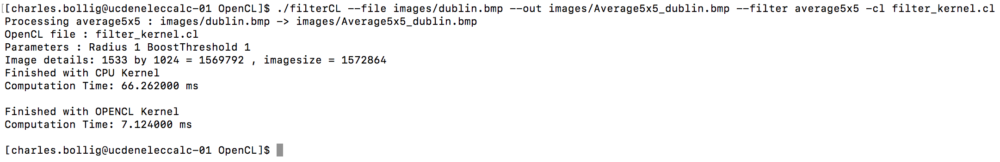 [[charles.bollig@ucdeneleccalc-01 OpenCL]$ ./filterCL --file images/dublin.bmp --out images/Average5x5_dublin.bmp --filter average5x5 -cl filter_kernel.cl
Processing average5x5 : images/dublin.bmp -> images/Average5x5_dublin.bmp
OpenCL file : filter_kernel.cl
Parameters : Radius 1 BoostThreshold 1
Image details: 1533 by 1024 = 1569792 , imagesize = 1572864
Finished with CPU Kernel
Computation Time: 66.262000 ms
Finished with OPENCL Kernel
Computation Time: 7.124000 ms
[charles.bollig@ucdeneleccalc-01 OpenCL]$